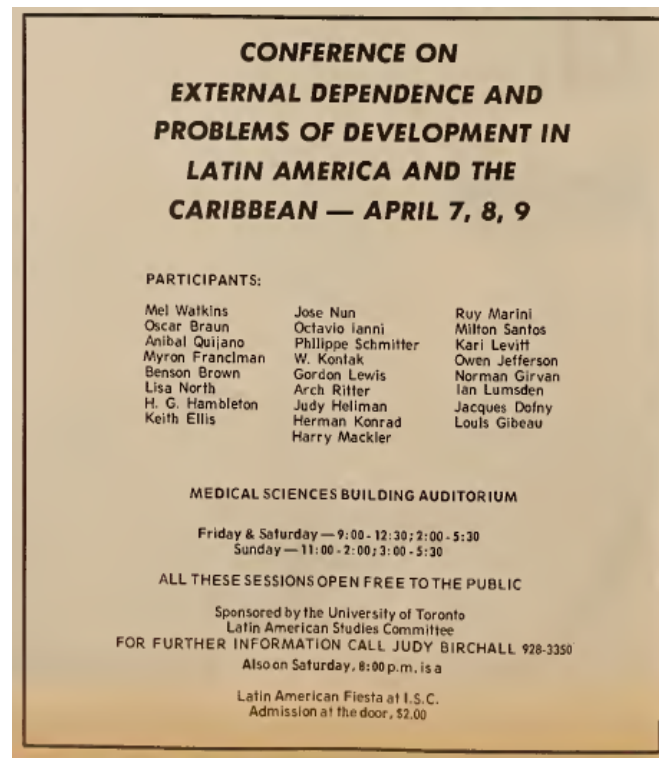 CONFERENCE ON
EXTERNAL DEPENDENCE AND
PROBLEMS OF DEVELOPMENT IN
LATIN AMERICA AND THE
CARIBBEAN — APRIL 7, 8, 9
PARTICIPANTS:
Mel Watkins
Oscar Braun
Anibal Quijano
Myron Franclman
Benson Brown
Lisa North
H. G. Hambleton
Keith Ellis
Jose Nun
Octavio Ianni
Philippe Schmitter
W. Kontak
Gordon Lewis
Arch Ritter
Judy Hellman
Herman Konrad
Harry Mackler
Ruy Marini
Milton Santos
Kari Levitt
Owen Jefferson
Norman Girvan
Ian Lumsden
Jacques Dofny
Louis Gibeau
MEDICAL SCIENCES BUILDING AUDITORIUM
Friday & Saturday — 9:00 - 12:30; 2:00 - 5:30
Sunday — 11:00 - 2:00; 3:00 - 5:30
ALL THESE SESSIONS OPEN FREE TO THE PUBLIC
Sponsored by the University of Toronto
Latin American Studies Committee
FOR FURTHER INFORMATION CALL JUDY BIRCHALL 928-3350
Also on Saturday, 8:00 p.m. is a
Latin American Fiesta at I.S.C.
Admission at the door, $2.00